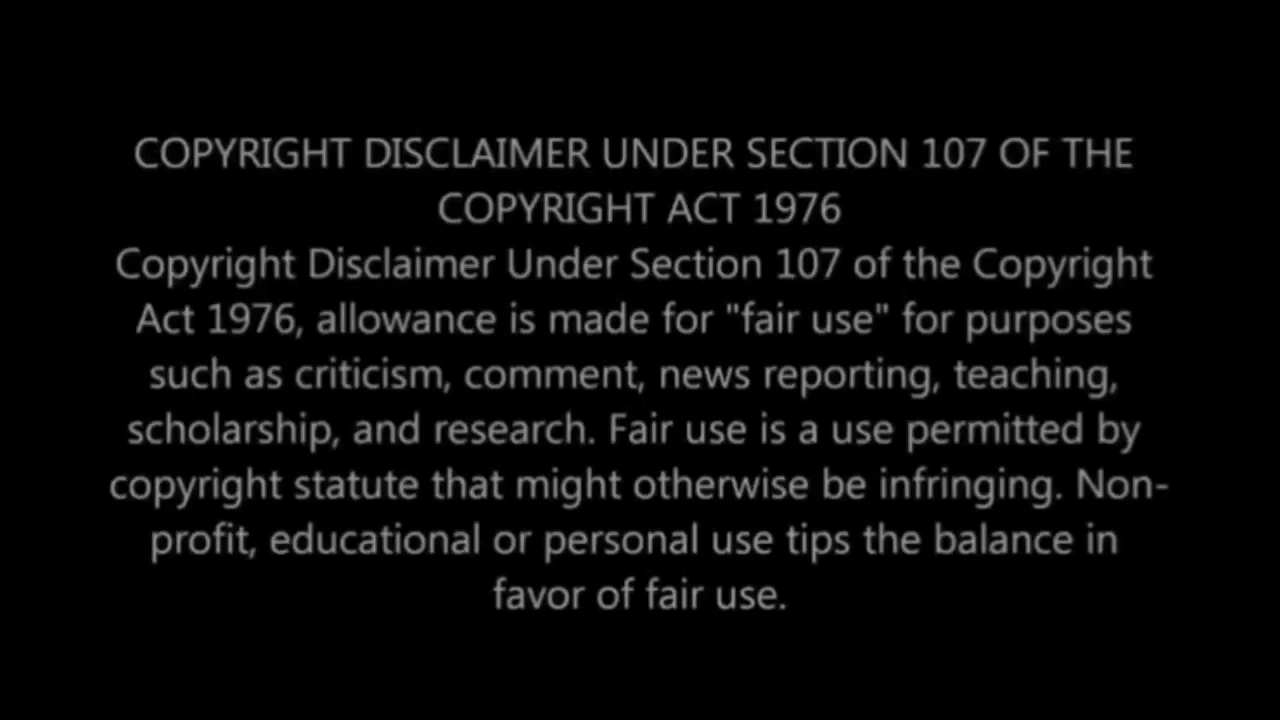 COPYRIGHT DISCLAIMER UNDER SECTION 107 OF THE
COPYRIGHT ACT 1976
Copyright Disclaimer Under Section 107 of the Copyright
Act 1976, allowance is made for "fair use" for purposes
such as criticism, comment, news reporting, teaching,
scholarship, and research. Fair use is a use permitted by
copyright statute that might otherwise be infringing. Non-
profit, educational or personal use tips the balance in
favor of fair use.